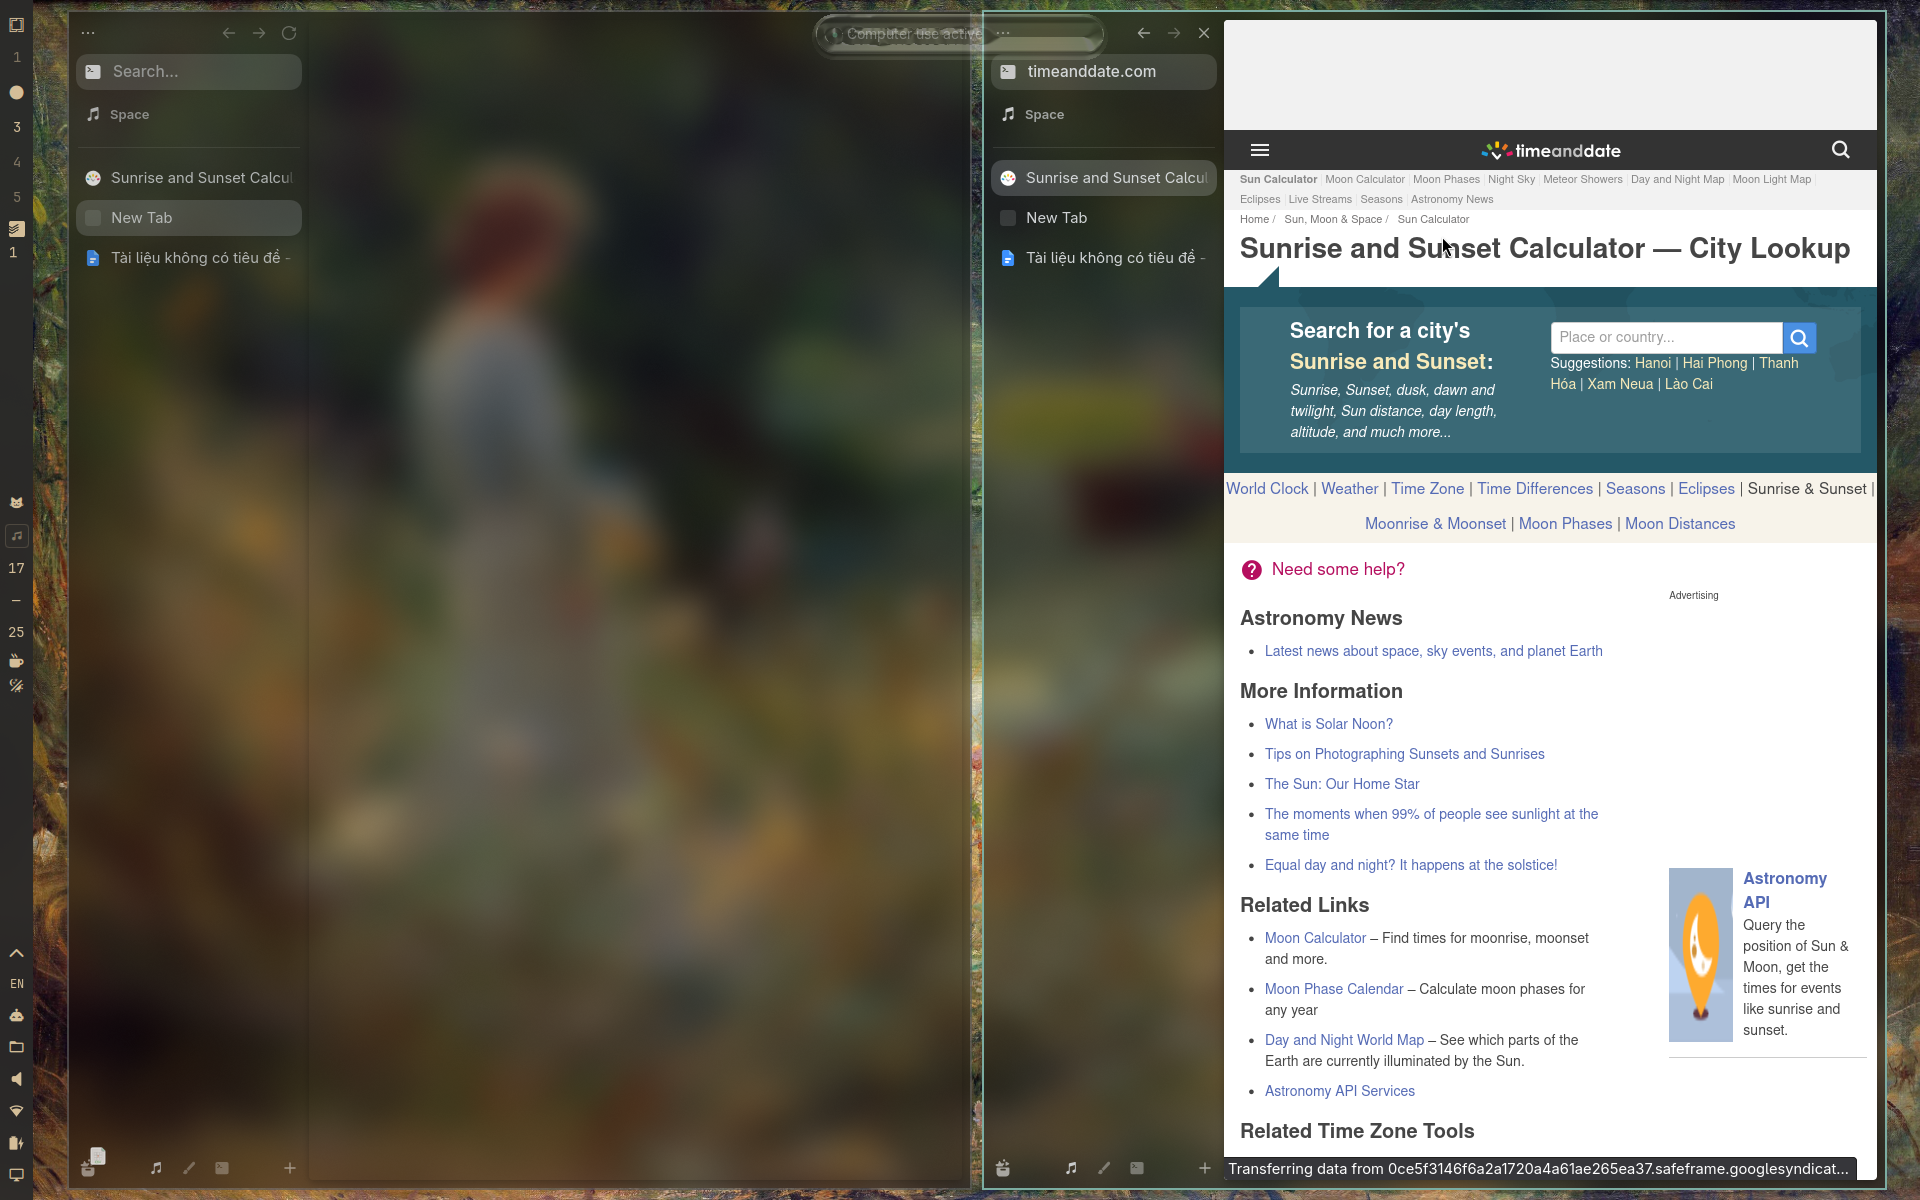 1
3
4
5
1
17
25
EN
...
Search...
Space
Sunrise and Sunset Calcul
New Tab
Tài liệu không có tiêu đề -
Computer use active
...
timeanddate.com
Space
Sunrise and Sunset Calcul
New Tab
Tài liệu không có tiêu đề -
timeanddate
Sun Calculator Moon Calculator Moon Phases Night Sky Meteor Showers Day and Night Map Moon Light Map
Eclipses Live Streams Seasons Astronomy News
Home / Sun, Moon & Space / Sun Calculator
Sunrise and Sunset Calculator — City Lookup
Search for a city's
Sunrise and Sunset:
Sunrise, Sunset, dusk, dawn and
twilight, Sun distance, day length,
altitude, and much more...
Place or country...
Suggestions: Hanoi | Hai Phong | Thanh
Hóa | Xam Neua | Lào Cai
World Clock | Weather | Time Zone | Time Differences | Seasons | Eclipses | Sunrise & Sunset |
Moonrise & Moonset | Moon Phases | Moon Distances
Need some help?
Advertising
Astronomy News
Latest news about space, sky events, and planet Earth
More Information
What is Solar Noon?
Tips on Photographing Sunsets and Sunrises
The Sun: Our Home Star
The moments when 99% of people see sunlight at the
same time
Equal day and night? It happens at the solstice!
Related Links
Moon Calculator – Find times for moonrise, moonset
and more.
Moon Phase Calendar – Calculate moon phases for
any year
Day and Night World Map – See which parts of the
Earth are currently illuminated by the Sun.
Astronomy API Services
Related Time Zone Tools
Astronomy
API
Query the
position of Sun &
Moon, get the
times for events
like sunrise and
sunset.
Transferring data from 0ce5f3146f6a2a1720a4a61ae265ea37.safeframe.googlesyndicat...